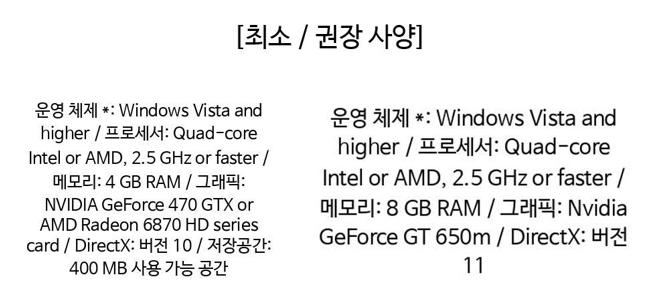 [최소 / 권장 사양]
운영 체제 *: Windows Vista and
higher / 프로세서: Quad-core
Intel or AMD, 2.5 GHz or faster /
메모리: 4 GB RAM / 그래픽:
NVIDIA GeForce 470 GTX or
AMD Radeon 6870 HD series
card / DirectX: 버전 10 / 저장공간:
400 MB 사용 가능 공간
운영 체제 *: Windows Vista and
higher / 프로세서: Quad-core
Intel or AMD, 2.5 GHz or faster /
메모리: 8 GB RAM / 그래픽: Nvidia
GeForce GT 650m / DirectX: 버전
11